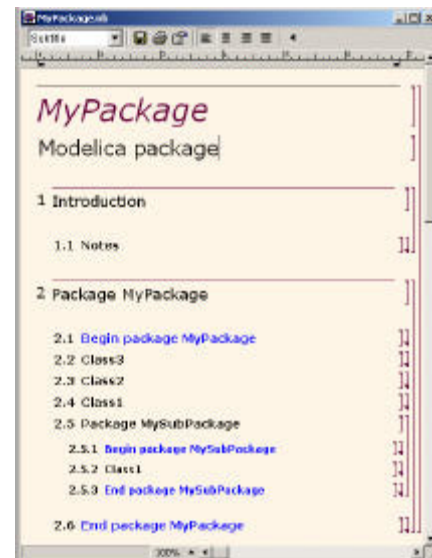 MyPackage.nb
Subtitle
MyPackage
Modelica package
1 Introduction
1.1 Notes
2 Package MyPackage
2.1 Begin package MyPackage
2.2 Class3
2.3 Class2
2.4 Class1
2.5 Package MySubPackage
2.5.1 Begin package MySubPackage
2.5.2 Class1
2.5.3 End package MySubPackage
2.6 End package MyPackage
100%